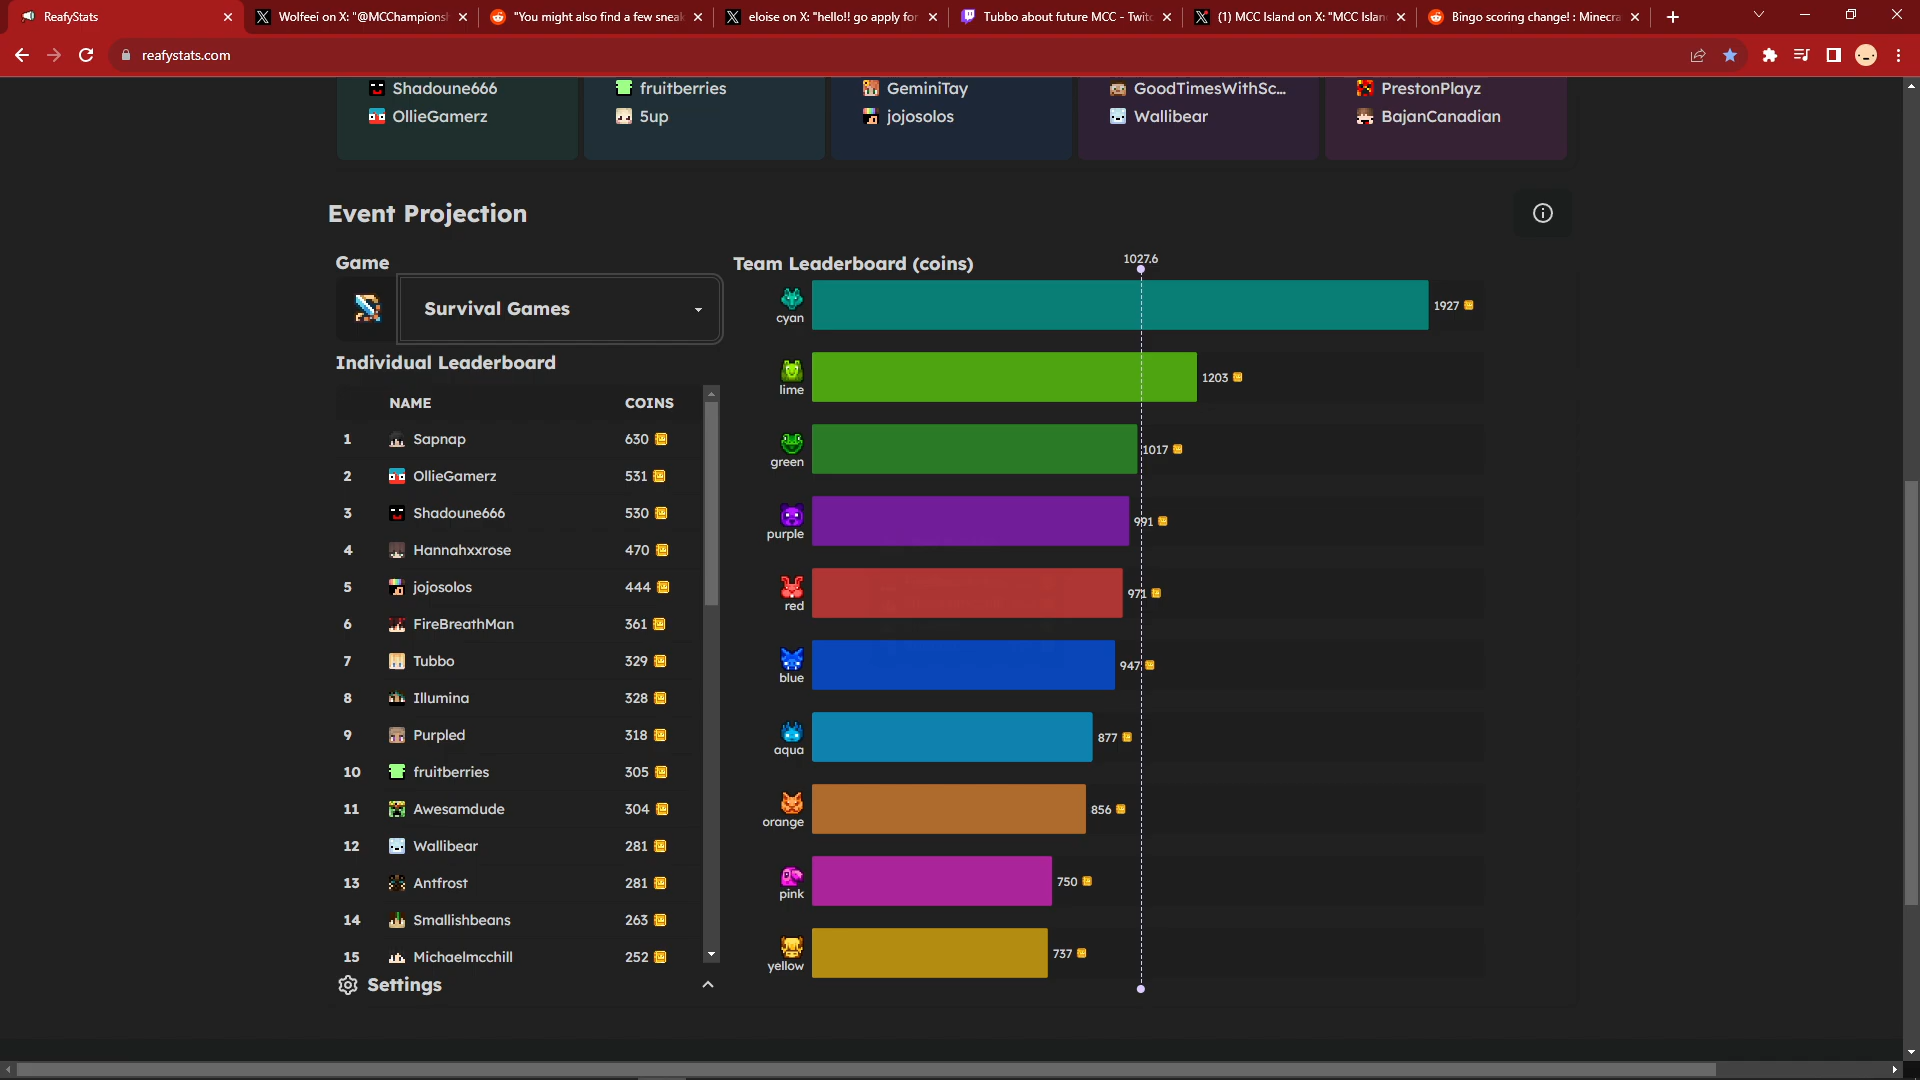 ReafyStats
Wolfeei on X: "@MCChampionsh
"You might also find a few sneak
eloise on X: "hello!! go apply for
Tubbo about future MCC - Twitc
(1) MCC Island on X: "MCC Islan
Bingo scoring change! : Minecra
reafystats.com
Shadoune666
fruitberries
GeminiTay
GoodTimesWithSc...
PrestonPlayz
OllieGamerz
5up
jojosolos
Wallibear
BajanCanadian
Event Projection
Game
Survival Games
Individual Leaderboard
NAME COINS
1 Sapnap 630
2 OllieGamerz 531
3 Shadoune666 530
4 Hannahxxrose 470
5 jojosolos 444
6 FireBreathMan 361
7 Tubbo 329
8 Illumina 328
9 Purpled 318
10 fruitberries 305
11 Awesamdude 304
12 Wallibear 281
13 Antfrost 281
14 Smallishbeans 263
15 Michaelmcchill 252
Settings
Team Leaderboard (coins)
1027.6
cyan 1927
lime 1203
green 1017
purple 991
red 971
blue 947
aqua 877
orange 856
pink 750
yellow 737